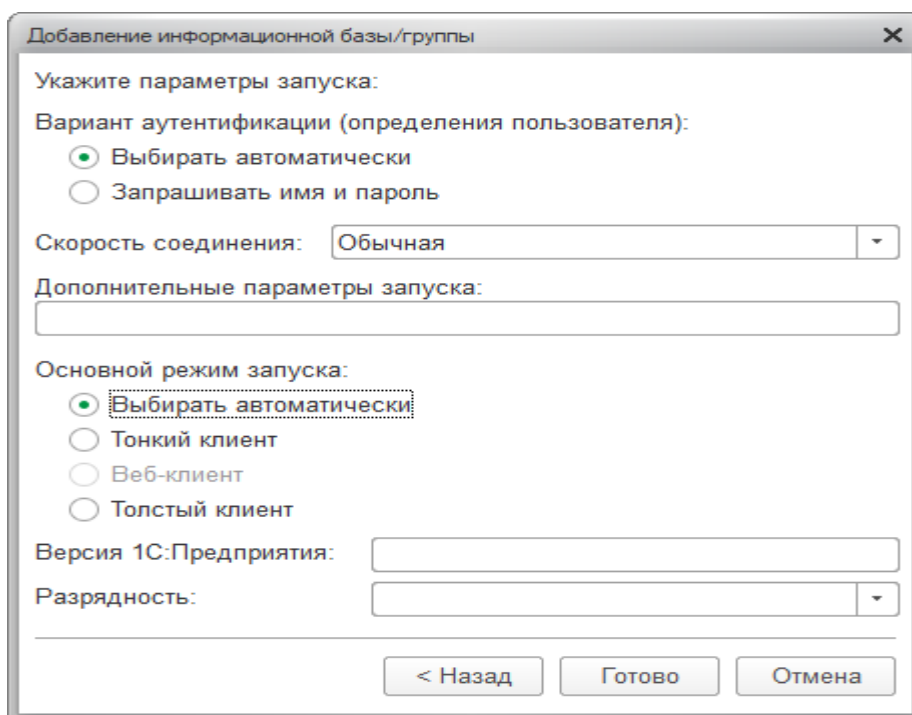 Добавление информационной базы/группы
Укажите параметры запуска:
Вариант аутентификации (определения пользователя):
Выбирать автоматически
Запрашивать имя и пароль
Скорость соединения: Обычная
Дополнительные параметры запуска:
Основной режим запуска:
Выбирать автоматически
Тонкий клиент
Веб-клиент
Толстый клиент
Версия 1С:Предприятия:
Разрядность:
< Назад Готово Отмена